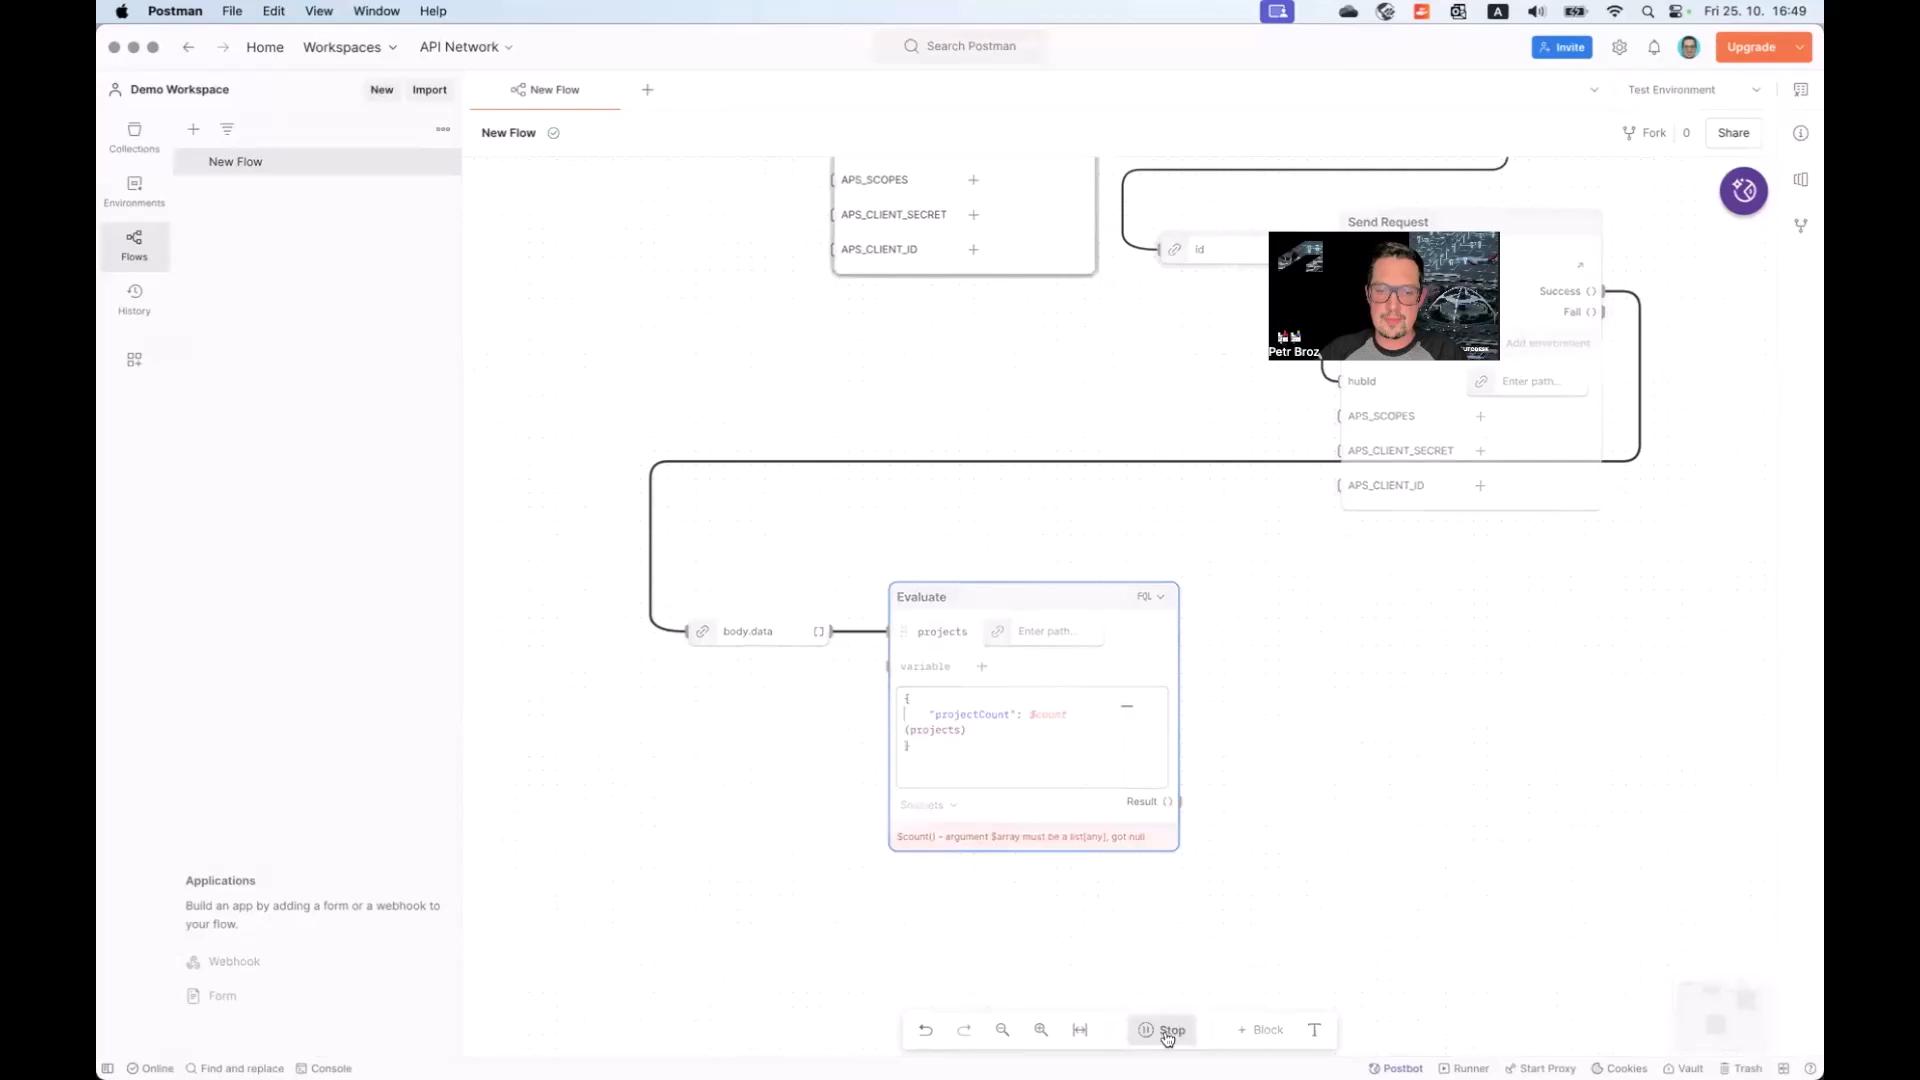 Postman File Edit View Window Help
A
Fri 25. 10. 16:49
Home Workspaces API Network
Search Postman
Invite
Upgrade
Demo Workspace New Import
New Flow
Test Environment
New Flow
Fork 0 Share
Collections
Environments
Flows
History
New Flow
APS_SCOPES
APS_CLIENT_SECRET
APS_CLIENT_ID
id
Send Request
Success ()
Fail ()
Add environment
Petr Broz
hubId Enter path...
APS_SCOPES
APS_CLIENT_SECRET
APS_CLIENT_ID
body.data []
Evaluate FQL
projects Enter path...
variable
{
"projectCount": $count
(projects)
}
Snippets
Result ()
$count() - argument $array must be a list[any], got null
Applications
Build an app by adding a form or a webhook to
your flow.
Webhook
Form
Stop + Block T
Online Find and replace Console
Postbot Runner Start Proxy Cookies Vault Trash